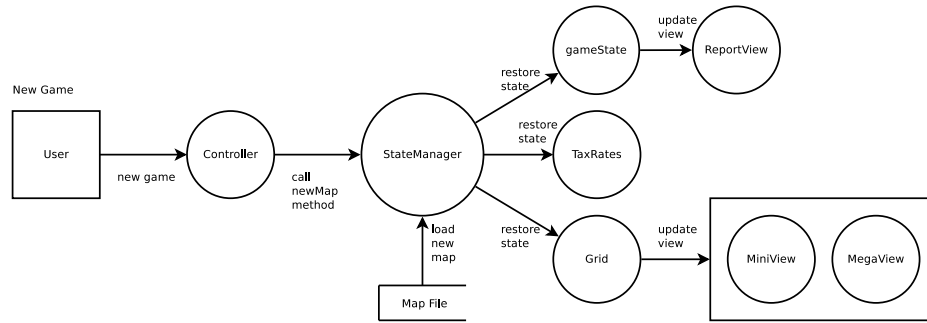 New Game
User
new game
Controller
call
newMap
method
StateManager
load
new
map
Map File
restore
state
gameState
update
view
ReportView
restore
state
TaxRates
restore
state
Grid
update
view
MiniView
MegaView